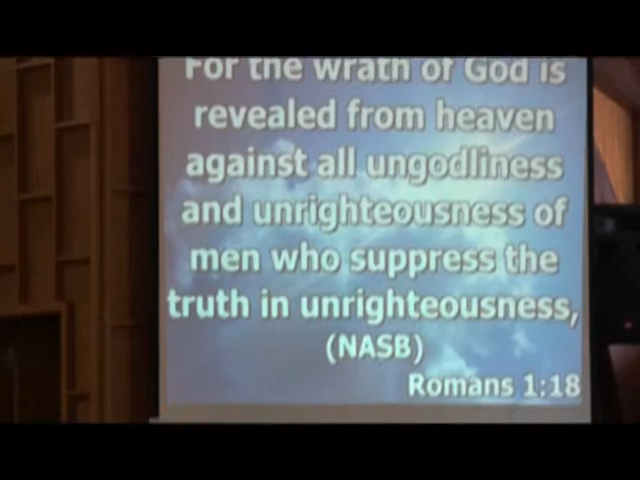 For the wrath of God is
revealed from heaven
against all ungodliness
and unrighteousness of
men who suppress the
truth in unrighteousness,
(NASB)
Romans 1:18